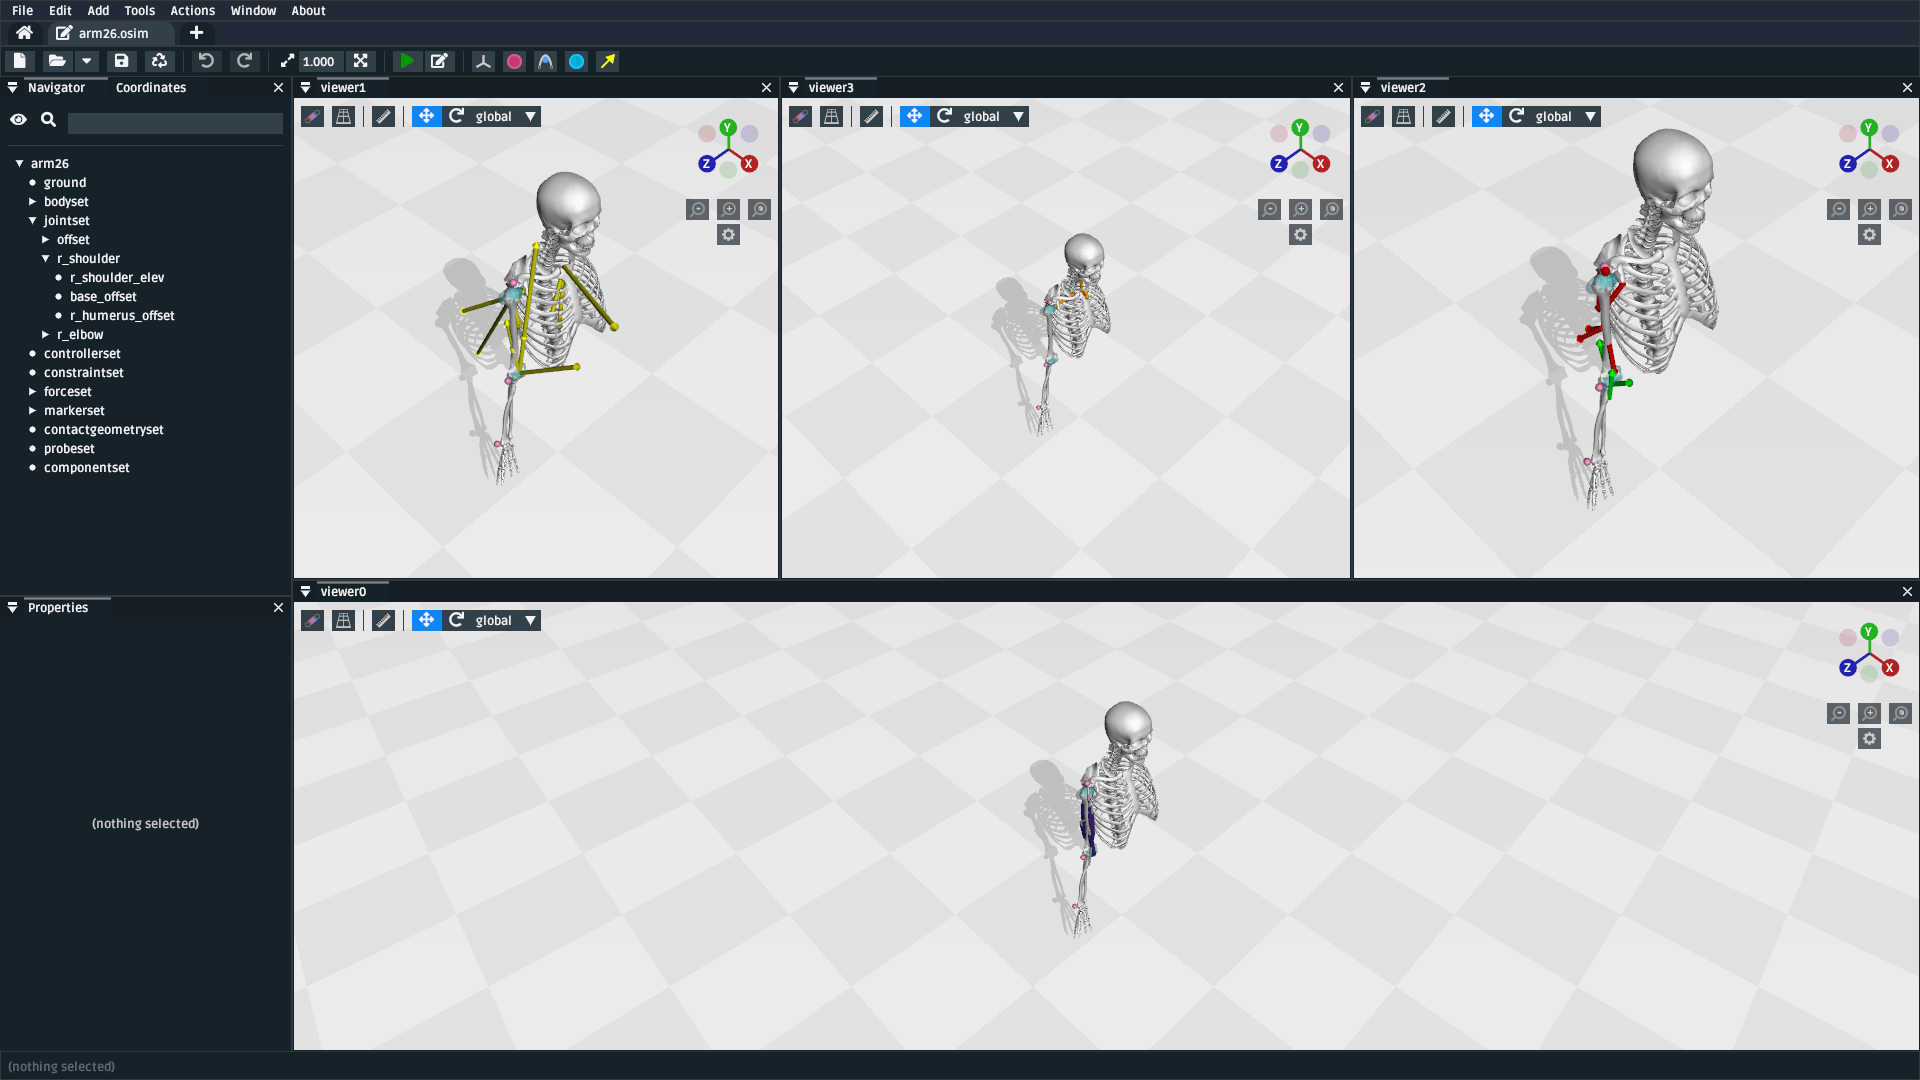 File Edit Add Tools Actions Window About
arm26.osim
1.000
Navigator Coordinates
arm26
ground
bodyset
jointset
offset
r_shoulder
r_shoulder_elev
base_offset
r_humerus_offset
r_elbow
controllerset
constraintset
forceset
markerset
contactgeometryset
probeset
componentset
Properties
(nothing selected)
(nothing selected)
viewer1
global
Y
Z X
viewer3
global
Y
Z X
viewer2
global
Y
Z X
viewer0
global
Y
Z X